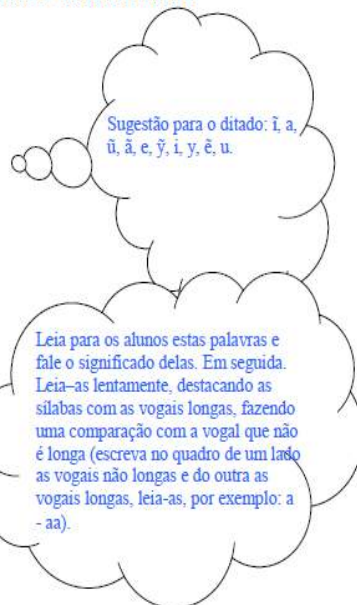 Sugestão para o ditado: ĩ, a,
ũ, ã, e, ỹ, i, y, ẽ, u.
Leia para os alunos estas palavras e
fale o significado delas. Em seguida.
Leia–as lentamente, destacando as
sílabas com as vogais longas, fazendo
uma comparação com a vogal que não
é longa (escreva no quadro de um lado
as vogais não longas e do outra as
vogais longas, leia-as, por exemplo: a
- aa).